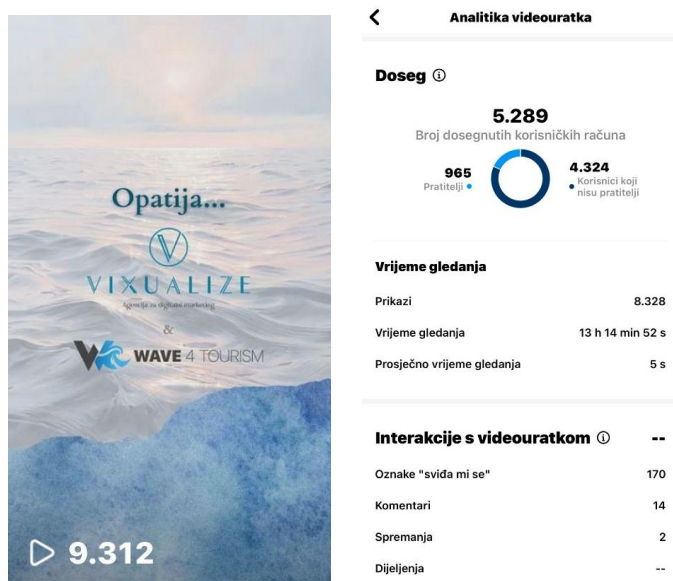 Opatija...
VIXUALIZE
Agencija za digitalni marketing
&
WAVE 4 TOURISM
9.312
Analitika videouratka
Doseg
5.289
Broj dosegnutih korisničkih računa
965
Pratitelji
4.324
Korisnici koji
nisu pratitelji
Vrijeme gledanja
Prikazi 8.328
Vrijeme gledanja 13 h 14 min 52 s
Prosječno vrijeme gledanja 5 s
Interakcije s videouratkom --
Oznake "sviđa mi se" 170
Komentari 14
Spremanja 2
Dijeljenja --